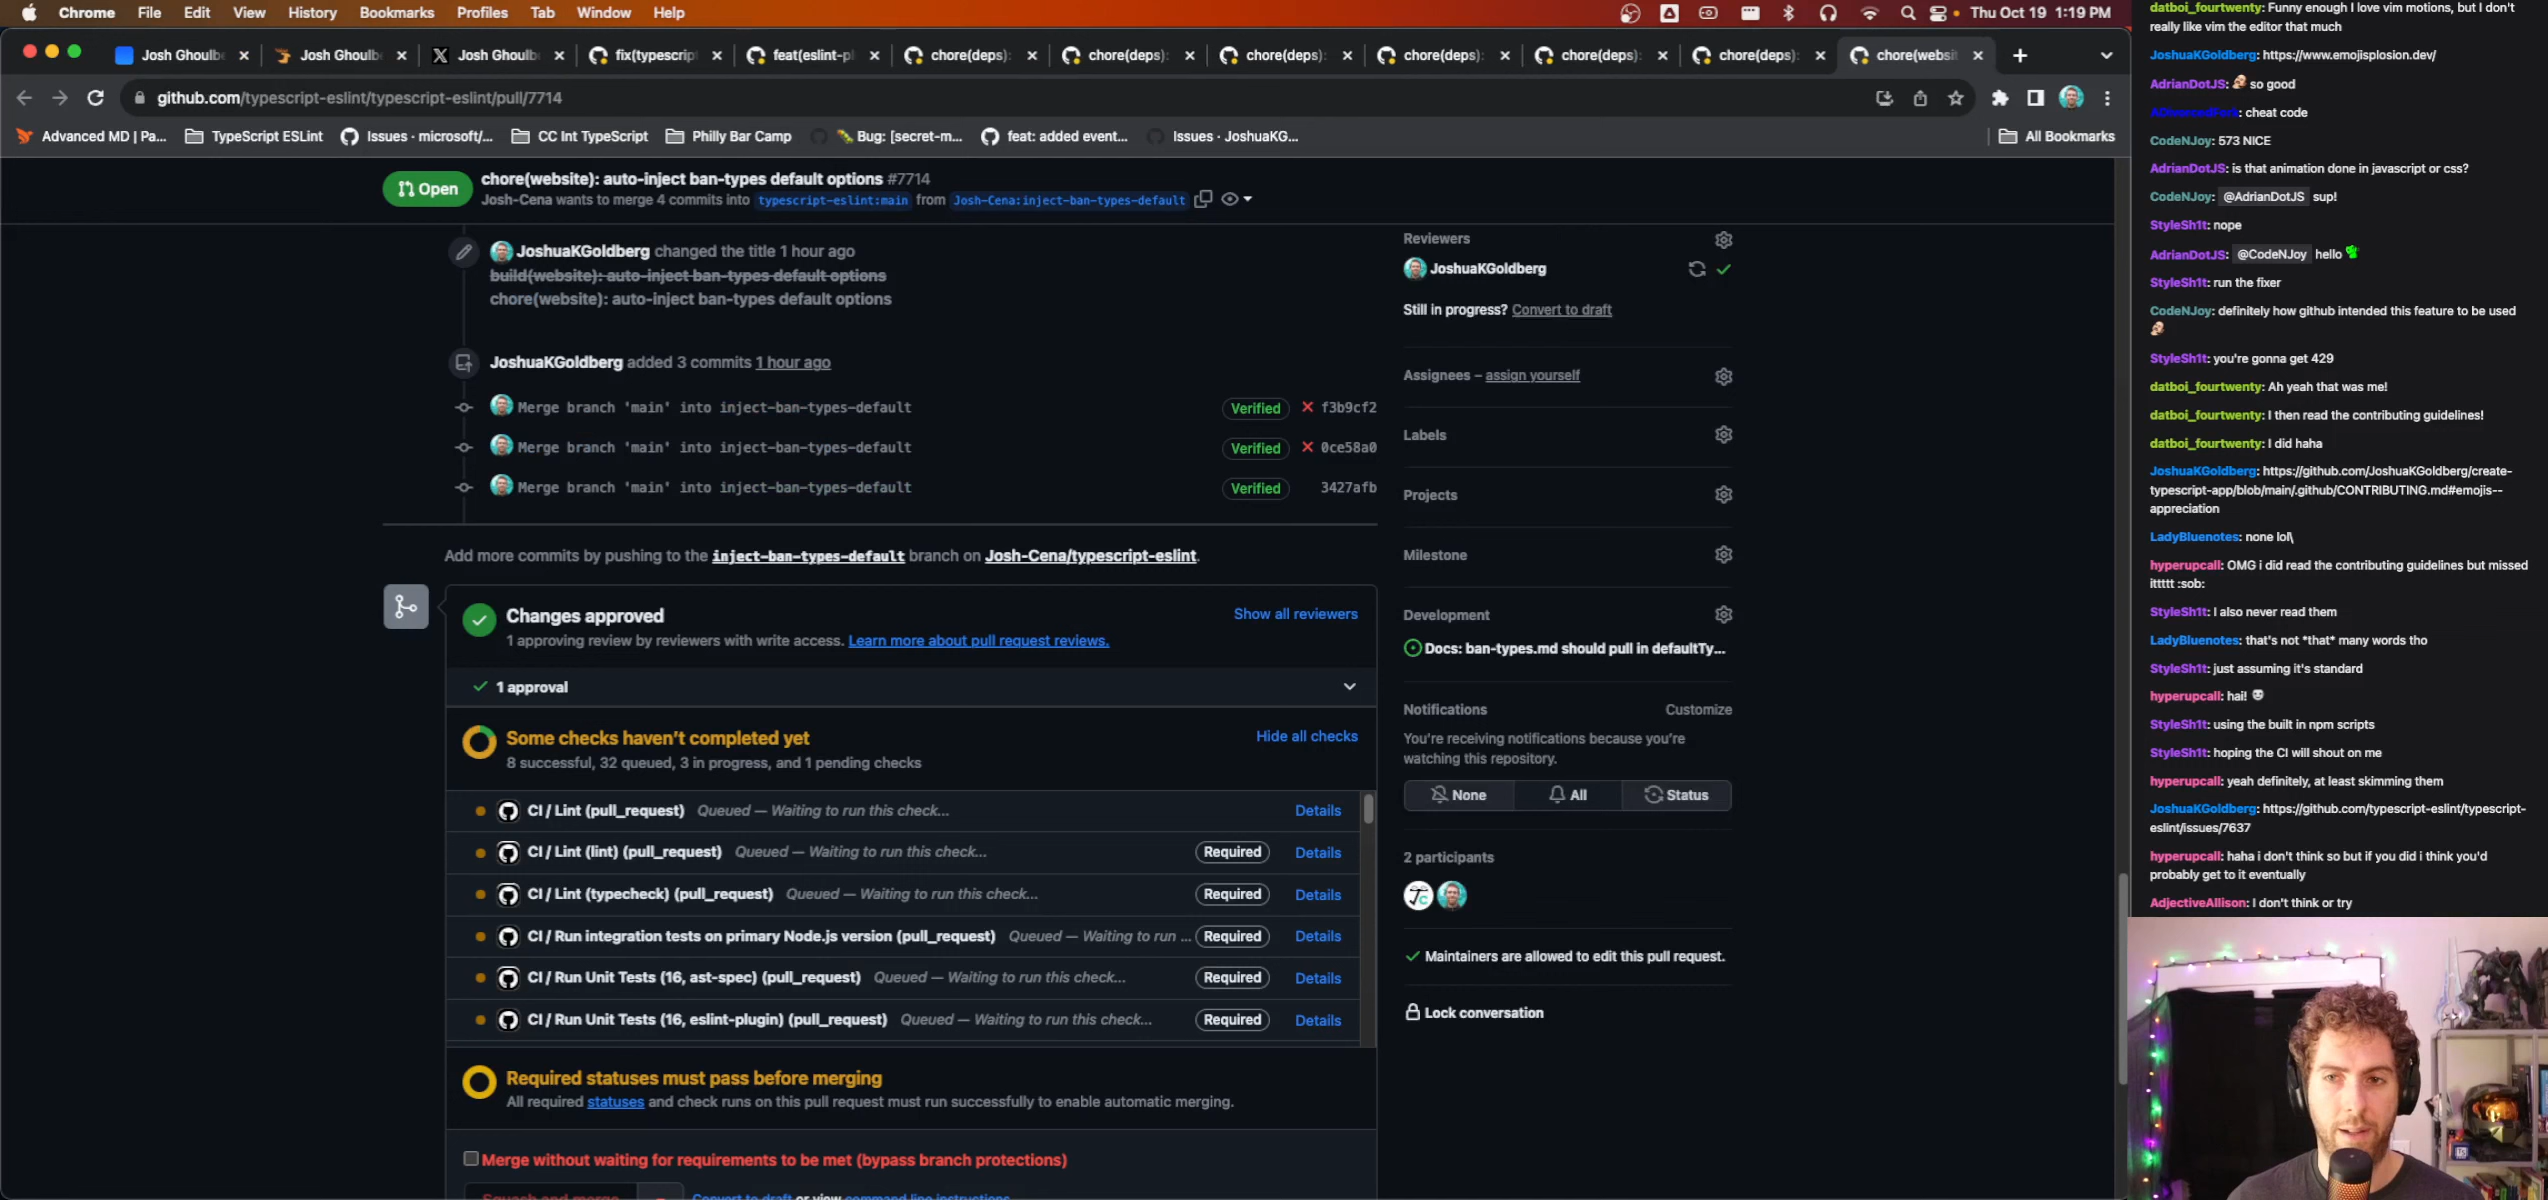 Chrome File Edit View History Bookmarks Profiles Tab Window Help
Thu Oct 19 1:19 PM
Josh Ghoulb
Josh Ghoulb
Josh Ghoulb
fix(typescrip
feat(eslint-pl
chore(deps):
chore(deps):
chore(deps):
chore(deps):
chore(deps):
chore(deps):
chore(websi
github.com/typescript-eslint/typescript-eslint/pull/7714
Advanced MD | Pa...
TypeScript ESLint
Issues · microsoft/...
CC Int TypeScript
Philly Bar Camp
Bug: [secret-m...
feat: added event...
Issues · JoshuaKG...
All Bookmarks
Open
chore(website): auto-inject ban-types default options #7714
Josh-Cena wants to merge 4 commits into typescript-eslint:main from Josh-Cena:inject-ban-types-default
JoshuaKGoldberg changed the title 1 hour ago
build(website): auto-inject ban-types default options
chore(website): auto-inject ban-types default options
JoshuaKGoldberg added 3 commits 1 hour ago
Merge branch 'main' into inject-ban-types-default Verified f3b9cf2
Merge branch 'main' into inject-ban-types-default Verified 0ce58a0
Merge branch 'main' into inject-ban-types-default Verified 3427afb
Add more commits by pushing to the inject-ban-types-default branch on Josh-Cena/typescript-eslint.
Changes approved
Show all reviewers
1 approving review by reviewers with write access. Learn more about pull request reviews.
1 approval
Some checks haven't completed yet
Hide all checks
8 successful, 32 queued, 3 in progress, and 1 pending checks
CI / Lint (pull_request) Queued — Waiting to run this check... Details
CI / Lint (lint) (pull_request) Queued — Waiting to run this check... Required Details
CI / Lint (typecheck) (pull_request) Queued — Waiting to run this check... Required Details
CI / Run integration tests on primary Node.js version (pull_request) Queued — Waiting to run ... Required Details
CI / Run Unit Tests (16, ast-spec) (pull_request) Queued — Waiting to run this check... Required Details
CI / Run Unit Tests (16, eslint-plugin) (pull_request) Queued — Waiting to run this check... Required Details
Required statuses must pass before merging
All required statuses and check runs on this pull request must run successfully to enable automatic merging.
Merge without waiting for requirements to be met (bypass branch protections)
Squash and merge
Convert to draft or view command line instructions
Reviewers
JoshuaKGoldberg
Still in progress? Convert to draft
Assignees – assign yourself
Labels
Projects
Milestone
Development
Docs: ban-types.md should pull in defaultTy...
Notifications
Customize
You're receiving notifications because you're
watching this repository.
None All Status
2 participants
Maintainers are allowed to edit this pull request.
Lock conversation
datboi_fourtwenty: Funny enough I love vim motions, but I don't
really like vim the editor that much
JoshuaKGoldberg: https://www.emojisplosion.dev/
AdrianDotJS: so good
cheat code
CodeNJoy: 573 NICE
AdrianDotJS: is that animation done in javascript or css?
CodeNJoy: @AdrianDotJS sup!
StyleSh1t: nope
AdrianDotJS: @CodeNJoy hello
StyleSh1t: run the fixer
CodeNJoy: definitely how github intended this feature to be used
StyleSh1t: you're gonna get 429
datboi_fourtwenty: Ah yeah that was me!
datboi_fourtwenty: I then read the contributing guidelines!
datboi_fourtwenty: I did haha
JoshuaKGoldberg: https://github.com/JoshuaKGoldberg/create-
typescript-app/blob/main/.github/CONTRIBUTING.md#emojis--
appreciation
LadyBluenotes: none lol\
hyperupcall: OMG i did read the contributing guidelines but missed
ittttt :sob:
StyleSh1t: I also never read them
LadyBluenotes: that's not *that* many words tho
StyleSh1t: just assuming it's standard
hyperupcall: hai!
StyleSh1t: using the built in npm scripts
StyleSh1t: hoping the CI will shout on me
hyperupcall: yeah definitely, at least skimming them
JoshuaKGoldberg: https://github.com/typescript-eslint/typescript-
eslint/issues/7637
hyperupcall: haha i don't think so but if you did i think you'd
probably get to it eventually
AdjectiveAllison: I don't think or try